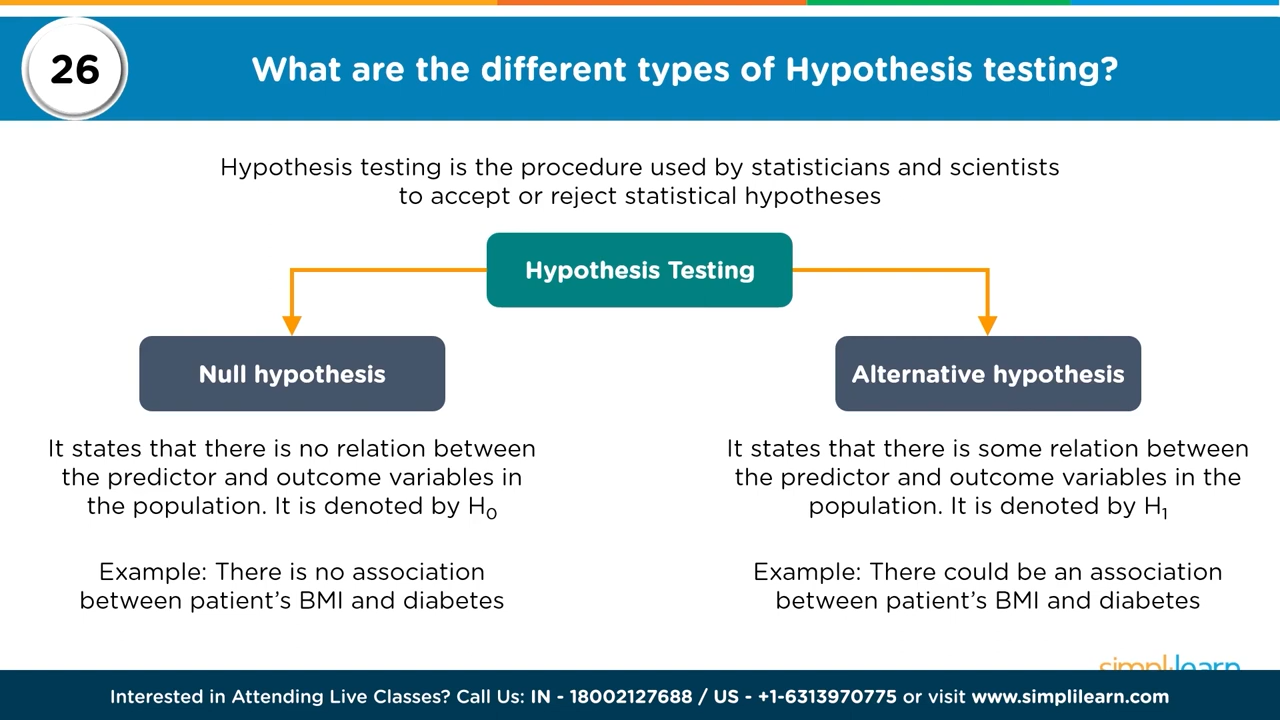 26
What are the different types of Hypothesis testing?
Hypothesis testing is the procedure used by statisticians and scientists
to accept or reject statistical hypotheses
Hypothesis Testing
Null hypothesis
Alternative hypothesis
It states that there is no relation between
the predictor and outcome variables in
the population. It is denoted by H₀
It states that there is some relation between
the predictor and outcome variables in the
population. It is denoted by H₁
Example: There is no association
between patient’s BMI and diabetes
Example: There could be an association
between patient’s BMI and diabetes
simplilearn
Interested in Attending Live Classes? Call Us: IN - 18002127688 / US - +1-6313970775 or visit www.simplilearn.com